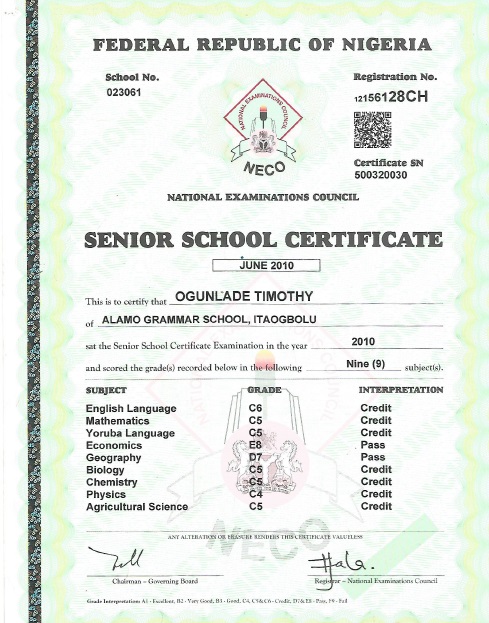 FEDERAL REPUBLIC OF NIGERIA
School No.
023061
Registration No.
12156128CH
NATIONAL EXAMINATIONS COUNCIL
NECO
Certificate SN
500320030
NATIONAL EXAMINATIONS COUNCIL
SENIOR SCHOOL CERTIFICATE
JUNE 2010
This is to certify that OGUNLADE TIMOTHY
of ALAMO GRAMMAR SCHOOL, ITAOGBOLU
sat the Senior School Certificate Examination in the year 2010
and scored the grade(s) recorded below in the following Nine (9) subject(s).
SUBJECT GRADE INTERPRETATION
English Language C6 Credit
Mathematics C5 Credit
Yoruba Language C5 Credit
Economics E8 Pass
Geography D7 Pass
Biology C5 Credit
Chemistry C5 Credit
Physics C4 Credit
Agricultural Science C5 Credit
NECO
ANY ALTERATION OR ERASURE RENDERS THIS CERTIFICATE VALUELESS
Chairman – Governing Board
Registrar – National Examinations Council
Grade Interpretation: A1 - Excellent, B2 - Very Good, B3 - Good, C4, C5 & C6 - Credit, D7 & E8 - Pass, F9 - Fail